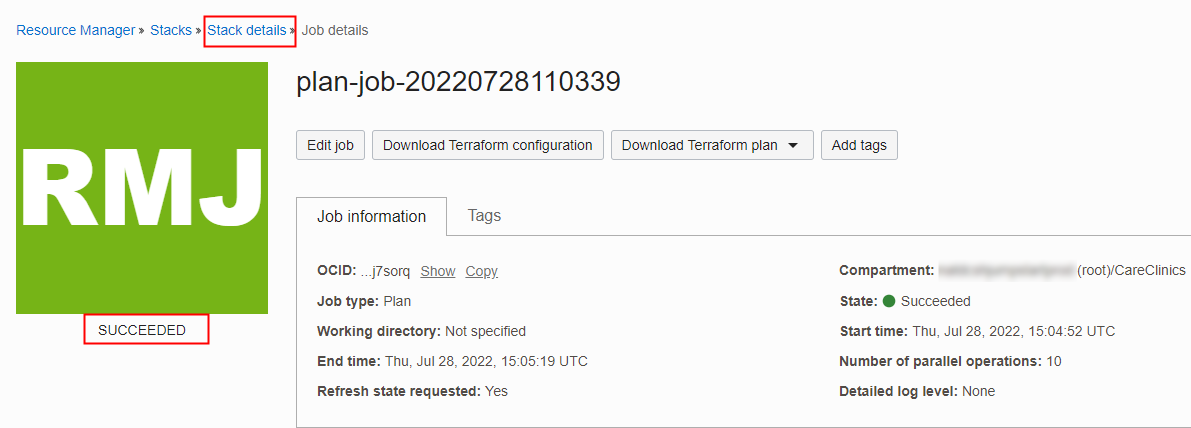 Resource Manager » Stacks » Stack details » Job details
RMJ
SUCCEEDED
plan-job-20220728110339
Edit job Download Terraform configuration Download Terraform plan Add tags
Job information Tags
OCID: ...j7sorq Show Copy
Job type: Plan
Working directory: Not specified
End time: Thu, Jul 28, 2022, 15:05:19 UTC
Refresh state requested: Yes
Compartment: (root)/CareClinics
State: Succeeded
Start time: Thu, Jul 28, 2022, 15:04:52 UTC
Number of parallel operations: 10
Detailed log level: None